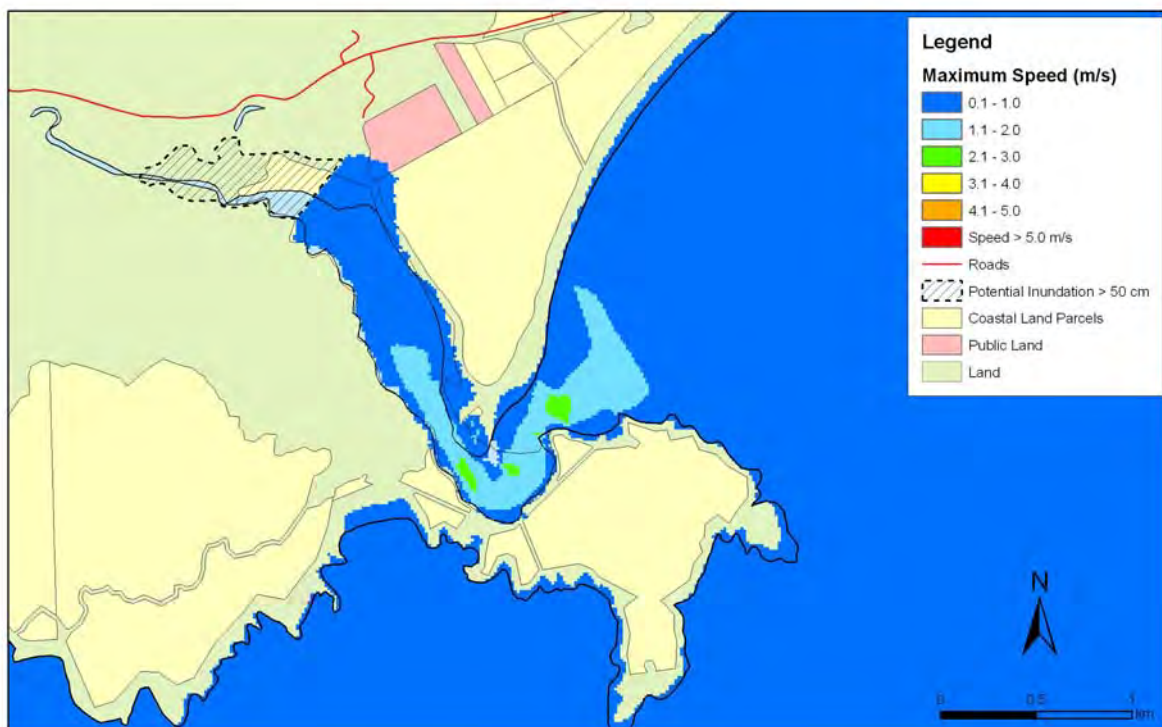 Legend
Maximum Speed (m/s)
0.1 - 1.0
1.1 - 2.0
2.1 - 3.0
3.1 - 4.0
4.1 - 5.0
Speed > 5.0 m/s
Roads
Potential Inundation > 50 cm
Coastal Land Parcels
Public Land
Land
N
0 0.5 1
km